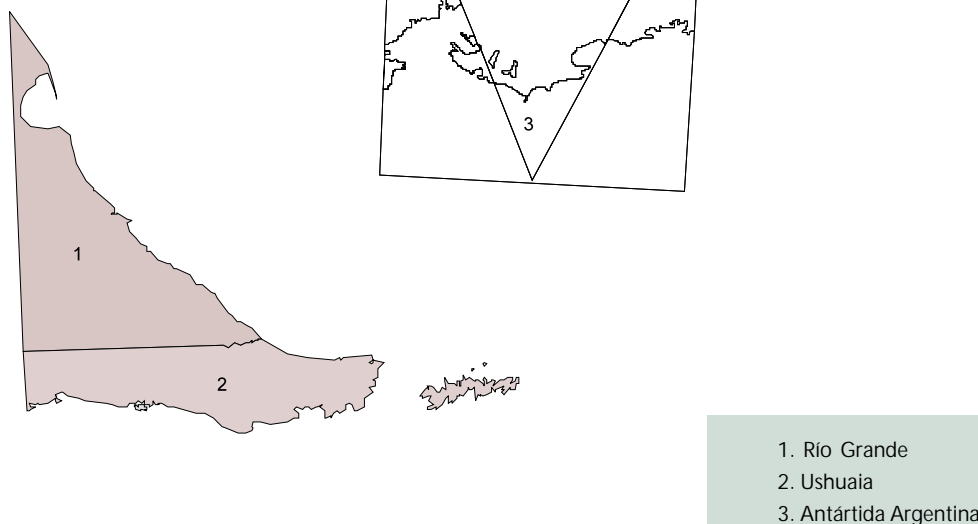 3
1
2
1. Río Grande
2. Ushuaia
3. Antártida Argentina